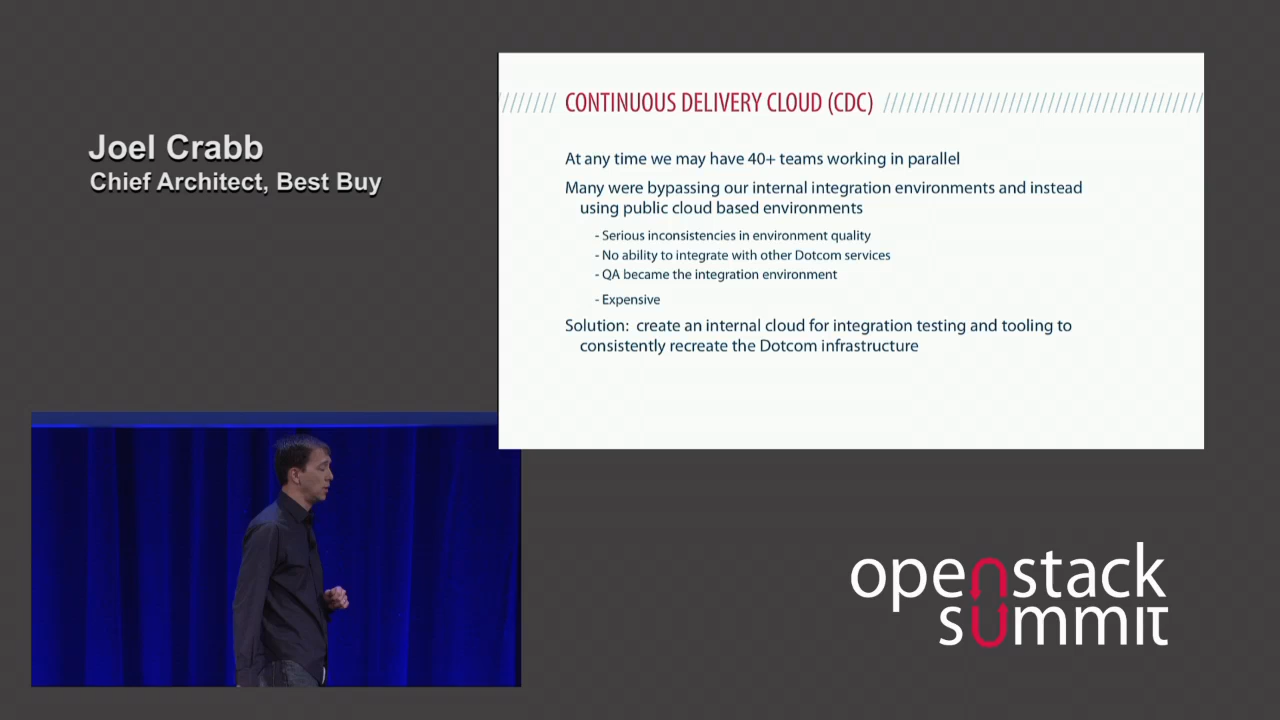 Joel Crabb
Chief Architect, Best Buy
CONTINUOUS DELIVERY CLOUD (CDC)
At any time we may have 40+ teams working in parallel
Many were bypassing our internal integration environments and instead
using public cloud based environments
- Serious inconsistencies in environment quality
- No ability to integrate with other Dotcom services
- QA became the integration environment
- Expensive
Solution:  create an internal cloud for integration testing and tooling to
consistently recreate the Dotcom infrastructure
openstack
summit